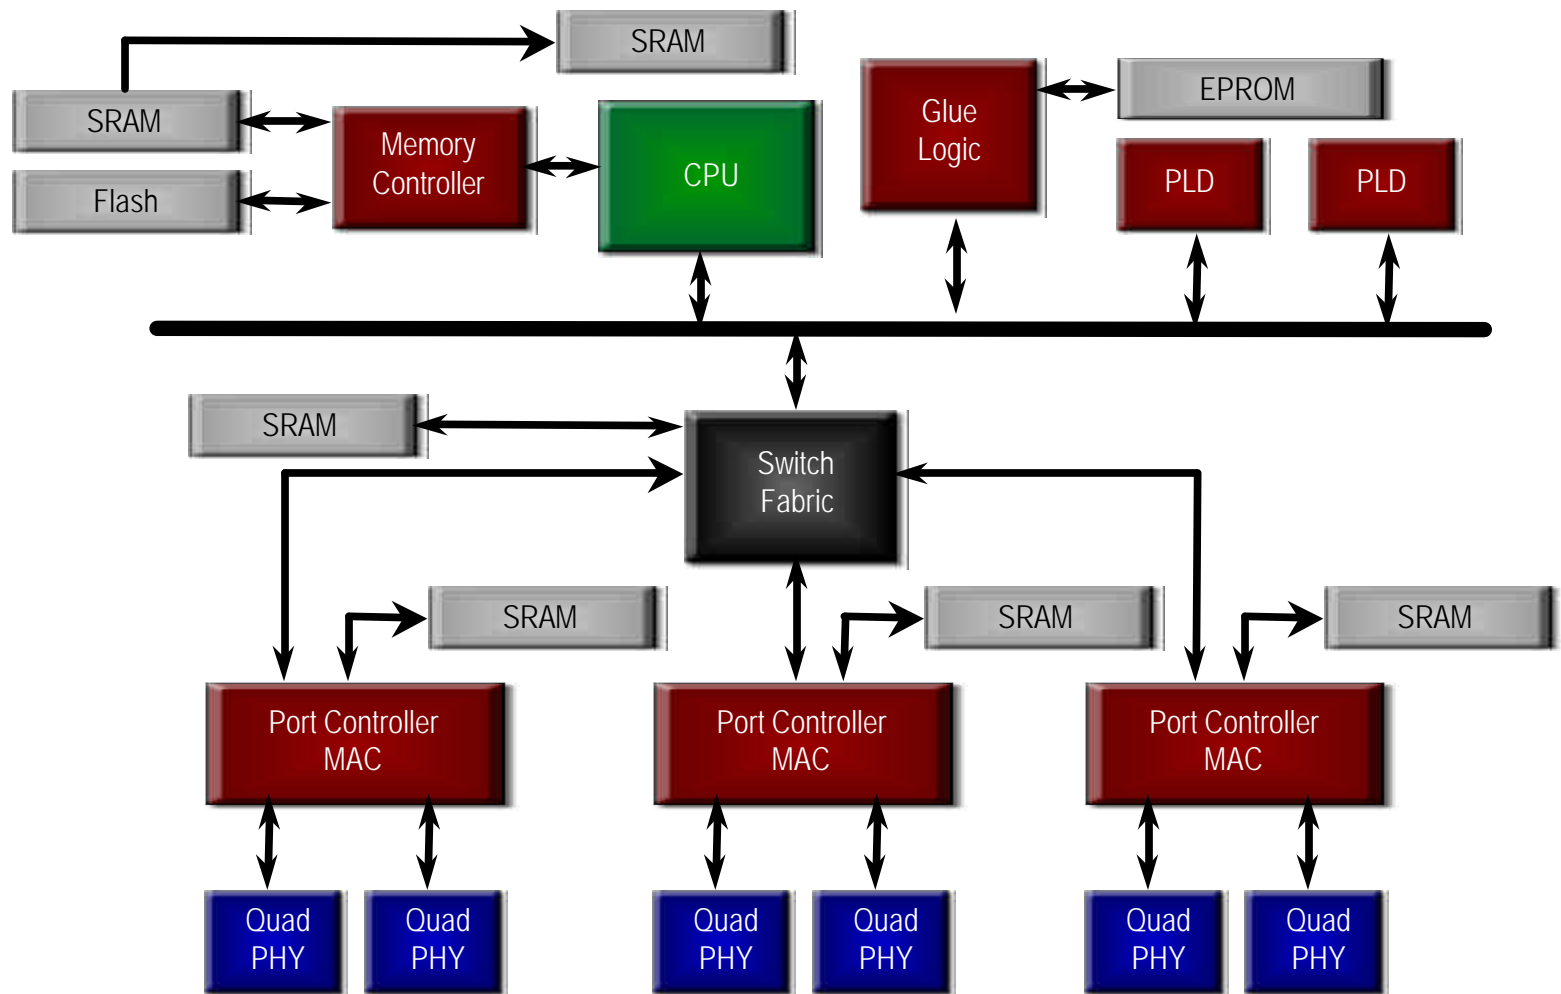 SRAM
SRAM
Flash
Memory
Controller
CPU
Glue
Logic
EPROM
PLD
PLD
SRAM
Switch
Fabric
SRAM
SRAM
SRAM
Port Controller
MAC
Port Controller
MAC
Port Controller
MAC
Quad
PHY
Quad
PHY
Quad
PHY
Quad
PHY
Quad
PHY
Quad
PHY